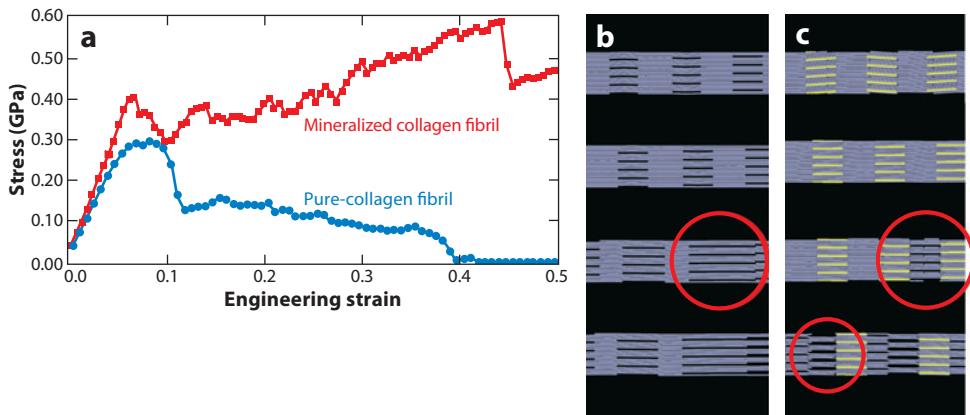 a
b
c
0.60
0.50
0.40
0.30
0.20
0.10
0.00
Stress (GPa)
Mineralized collagen fibril
Pure-collagen fibril
0.0
0.1
0.2
0.3
0.4
0.5
Engineering strain